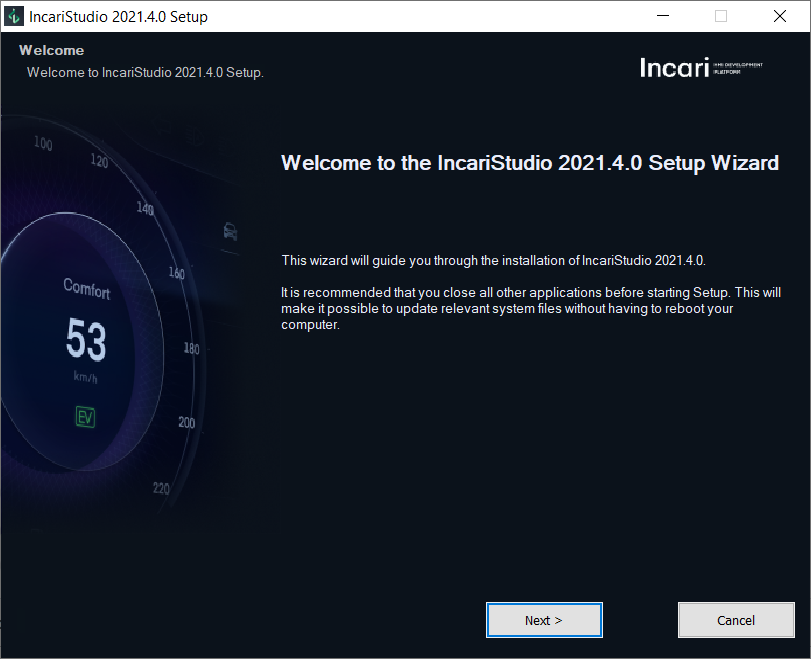 IncariStudio 2021.4.0 Setup
Welcome
Welcome to IncariStudio 2021.4.0 Setup.
Incari HMI DEVELOPMENT
PLATFORM
100
120
140
160
180
200
220
Comfort
53
km/h
EV
Welcome to the IncariStudio 2021.4.0 Setup Wizard
This wizard will guide you through the installation of IncariStudio 2021.4.0.
It is recommended that you close all other applications before starting Setup. This will
make it possible to update relevant system files without having to reboot your
computer.
Next >
Cancel